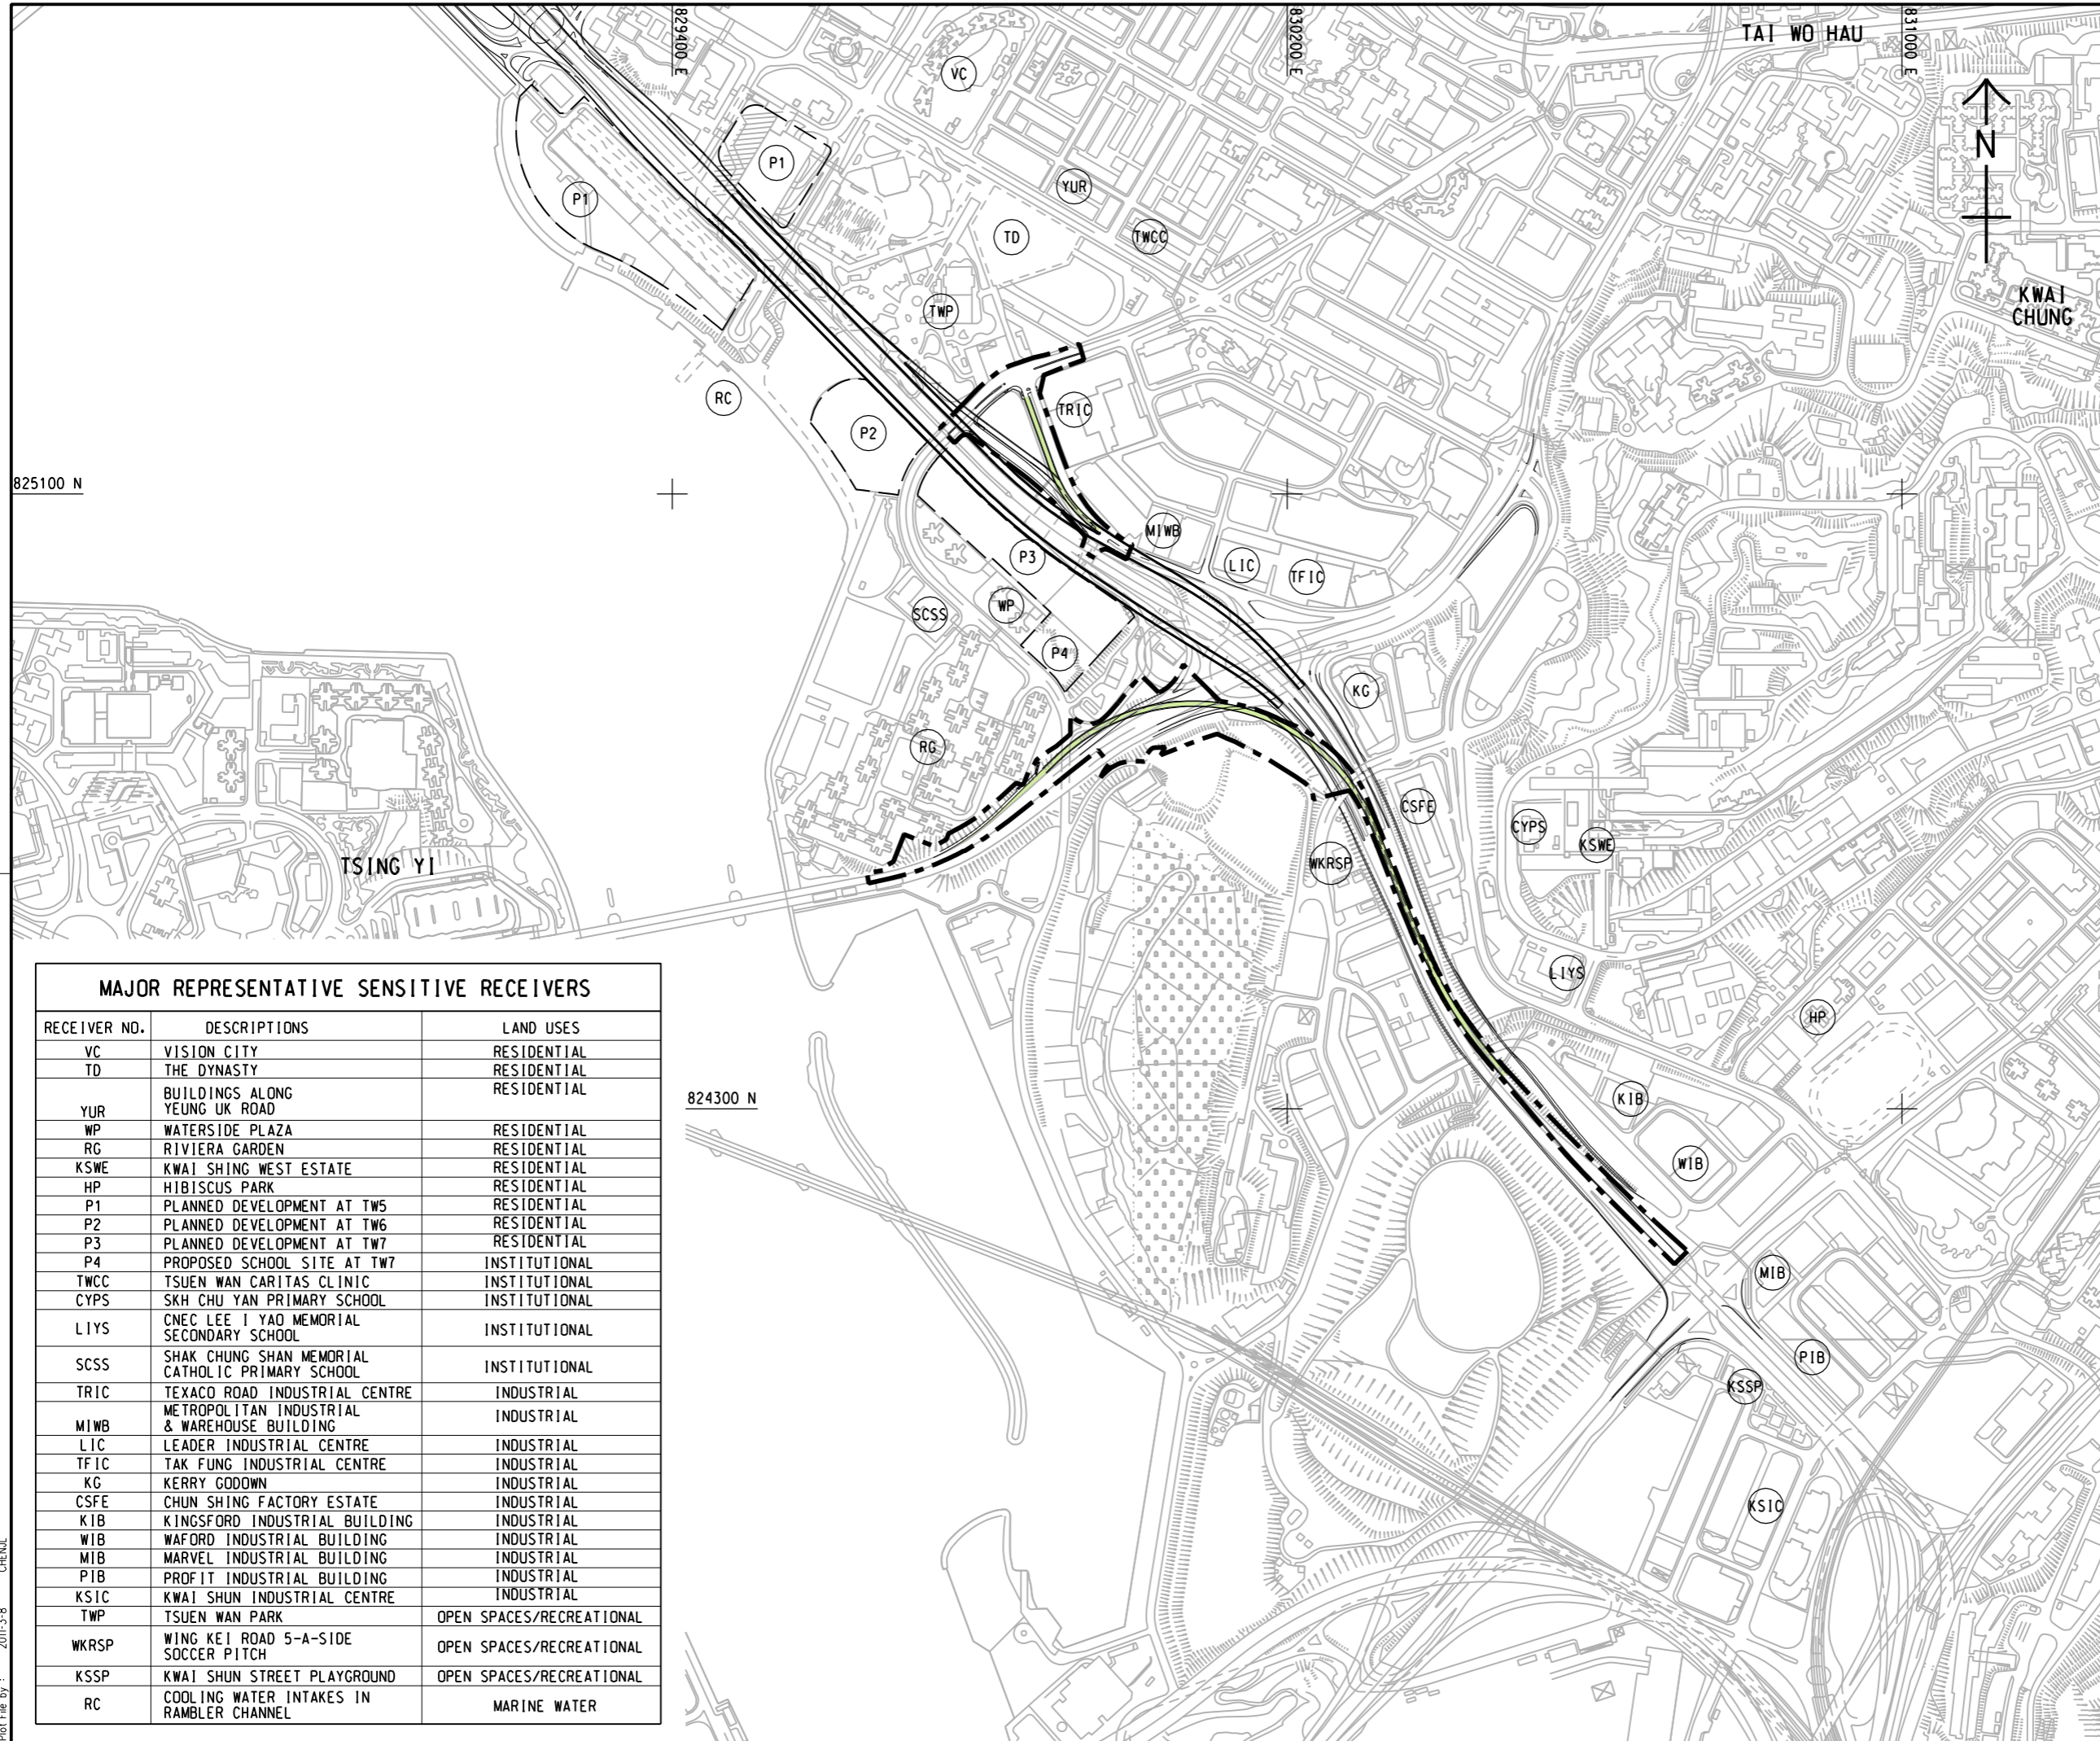 829400 E
830200 E
831000 E
TAI WO HAU
VC
N
P1
P1
YUR
TD
TWCC
KWAI
CHUNG
TWP
RC
TRIC
P2
825100 N
MIWB
P3
LIC
TFIC
WP
SCSS
P4
KG
RG
CSFE
CYPS
KSWE
WKRSP
TSING YI
LIYS
HP
824300 N
KIB
WIB
MIB
PIB
KSSP
KSIC
MAJOR REPRESENTATIVE SENSITIVE RECEIVERS
RECEIVER NO. DESCRIPTIONS LAND USES
VC VISION CITY RESIDENTIAL
TD THE DYNASTY RESIDENTIAL
BUILDINGS ALONG RESIDENTIAL
YUR YEUNG UK ROAD
WP WATERSIDE PLAZA RESIDENTIAL
RG RIVIERA GARDEN RESIDENTIAL
KSWE KWAI SHING WEST ESTATE RESIDENTIAL
HP HIBISCUS PARK RESIDENTIAL
P1 PLANNED DEVELOPMENT AT TW5 RESIDENTIAL
P2 PLANNED DEVELOPMENT AT TW6 RESIDENTIAL
P3 PLANNED DEVELOPMENT AT TW7 RESIDENTIAL
P4 PROPOSED SCHOOL SITE AT TW7 INSTITUTIONAL
TWCC TSUEN WAN CARITAS CLINIC INSTITUTIONAL
CYPS SKH CHU YAN PRIMARY SCHOOL INSTITUTIONAL
LIYS CNEC LEE I YAO MEMORIAL
SECONDARY SCHOOL INSTITUTIONAL
SCSS SHAK CHUNG SHAN MEMORIAL
CATHOLIC PRIMARY SCHOOL INSTITUTIONAL
TRIC TEXACO ROAD INDUSTRIAL CENTRE INDUSTRIAL
METROPOLITAN INDUSTRIAL INDUSTRIAL
MIWB & WAREHOUSE BUILDING
LIC LEADER INDUSTRIAL CENTRE INDUSTRIAL
TFIC TAK FUNG INDUSTRIAL CENTRE INDUSTRIAL
KG KERRY GODOWN INDUSTRIAL
CSFE CHUN SHING FACTORY ESTATE INDUSTRIAL
KIB KINGSFORD INDUSTRIAL BUILDING INDUSTRIAL
WIB WAFORD INDUSTRIAL BUILDING INDUSTRIAL
MIB MARVEL INDUSTRIAL BUILDING INDUSTRIAL
PIB PROFIT INDUSTRIAL BUILDING INDUSTRIAL
KSIC KWAI SHUN INDUSTRIAL CENTRE INDUSTRIAL
TWP TSUEN WAN PARK OPEN SPACES/RECREATIONAL
WKRSP WING KEI ROAD 5-A-SIDE
SOCCER PITCH OPEN SPACES/RECREATIONAL
KSSP KWAI SHUN STREET PLAYGROUND OPEN SPACES/RECREATIONAL
RC COOLING WATER INTAKES IN
RAMBLER CHANNEL MARINE WATER
Plot File by : 2011-3-8 CHENJL